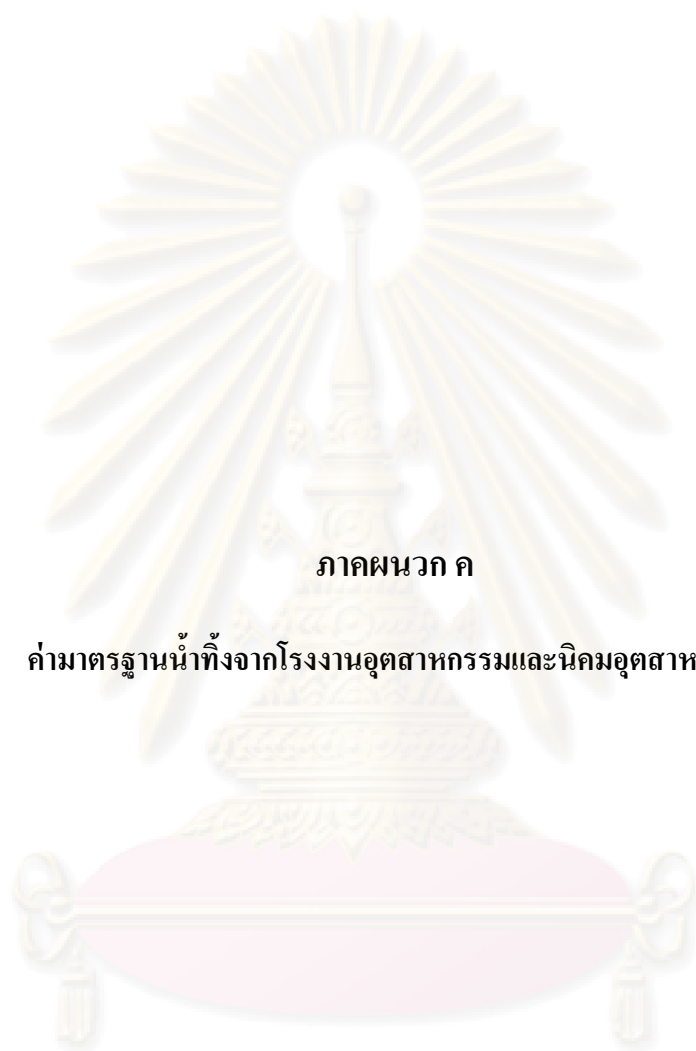 ภาคผนวก ค
ค่ามาตรฐานน้ำทิ้งจากโรงงานอุตสาหกรรมและนิคมอุตสาห